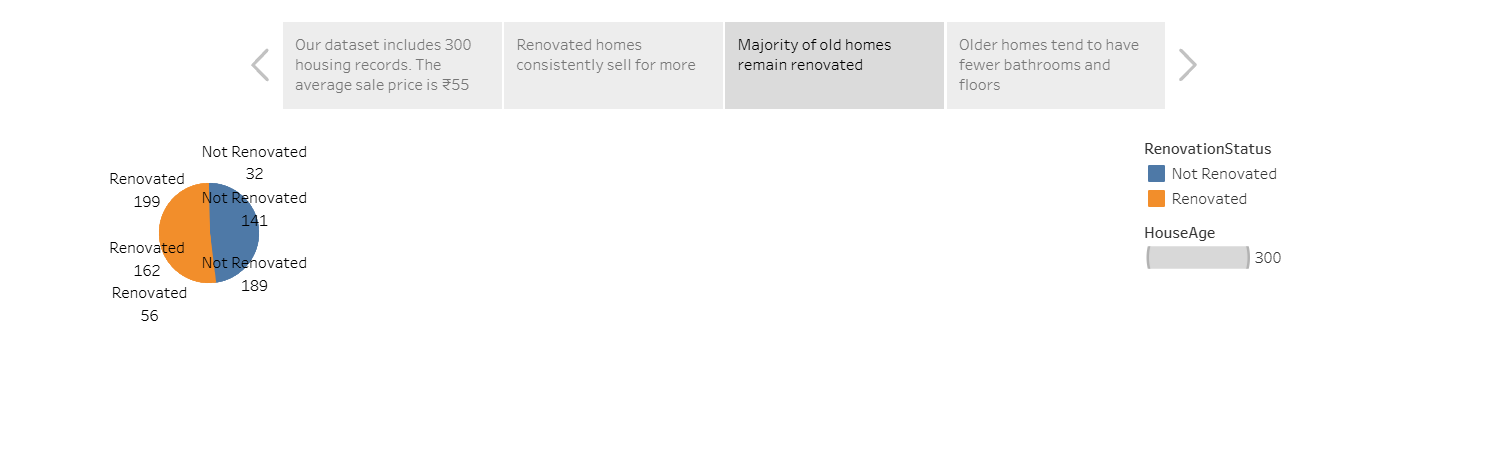 Our dataset includes 300
housing records. The
average sale price is ₹55
Renovated homes
consistently sell for more
Majority of old homes
remain renovated
Older homes tend to have
fewer bathrooms and
floors
Not Renovated
32
Renovated
199
Not Renovated
141
Renovated
162
Not Renovated
189
Renovated
56
RenovationStatus
Not Renovated
Renovated
HouseAge
300